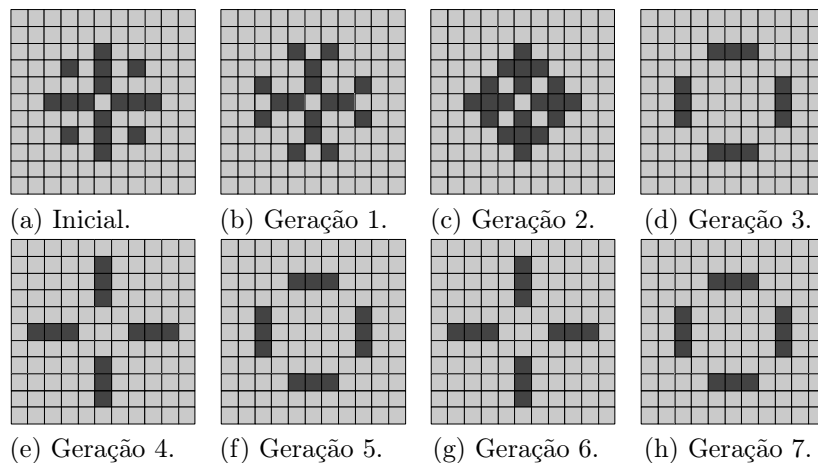 (a) Inicial. (b) Geração 1. (c) Geração 2. (d) Geração 3.
(e) Geração 4. (f) Geração 5. (g) Geração 6. (h) Geração 7.